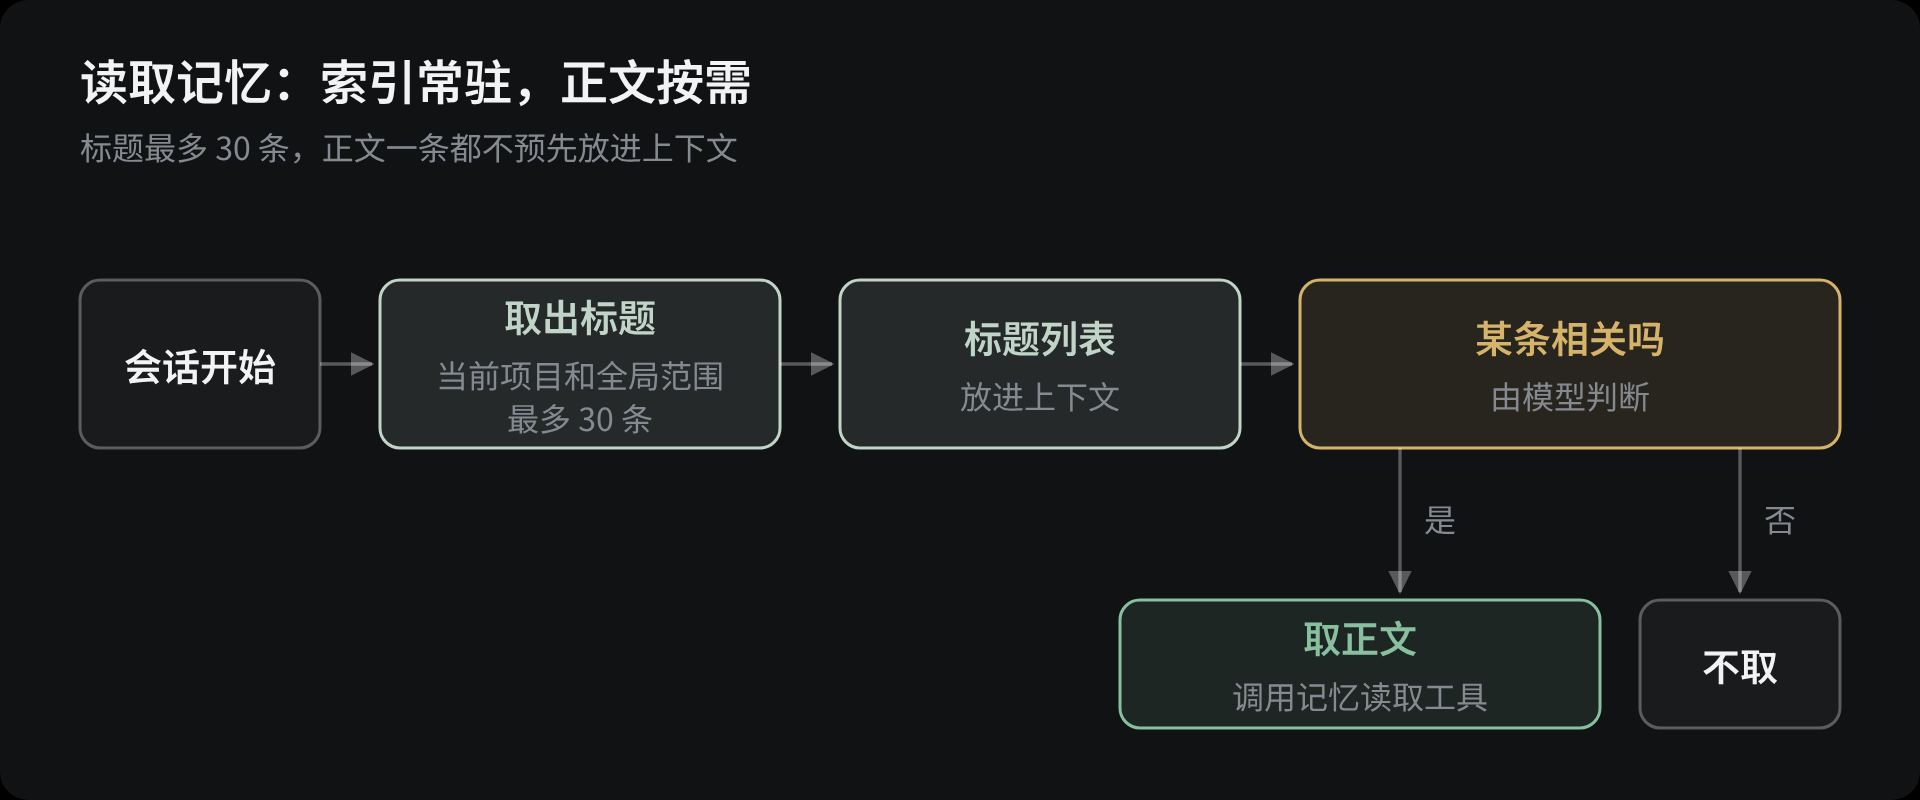 读取记忆：索引常驻，正文按需
标题最多 30 条，正文一条都不预先放进上下文
会话开始
取出标题
当前项目和全局范围
最多 30 条
标题列表
放进上下文
某条相关吗
由模型判断
是
否
取正文
调用记忆读取工具
不取